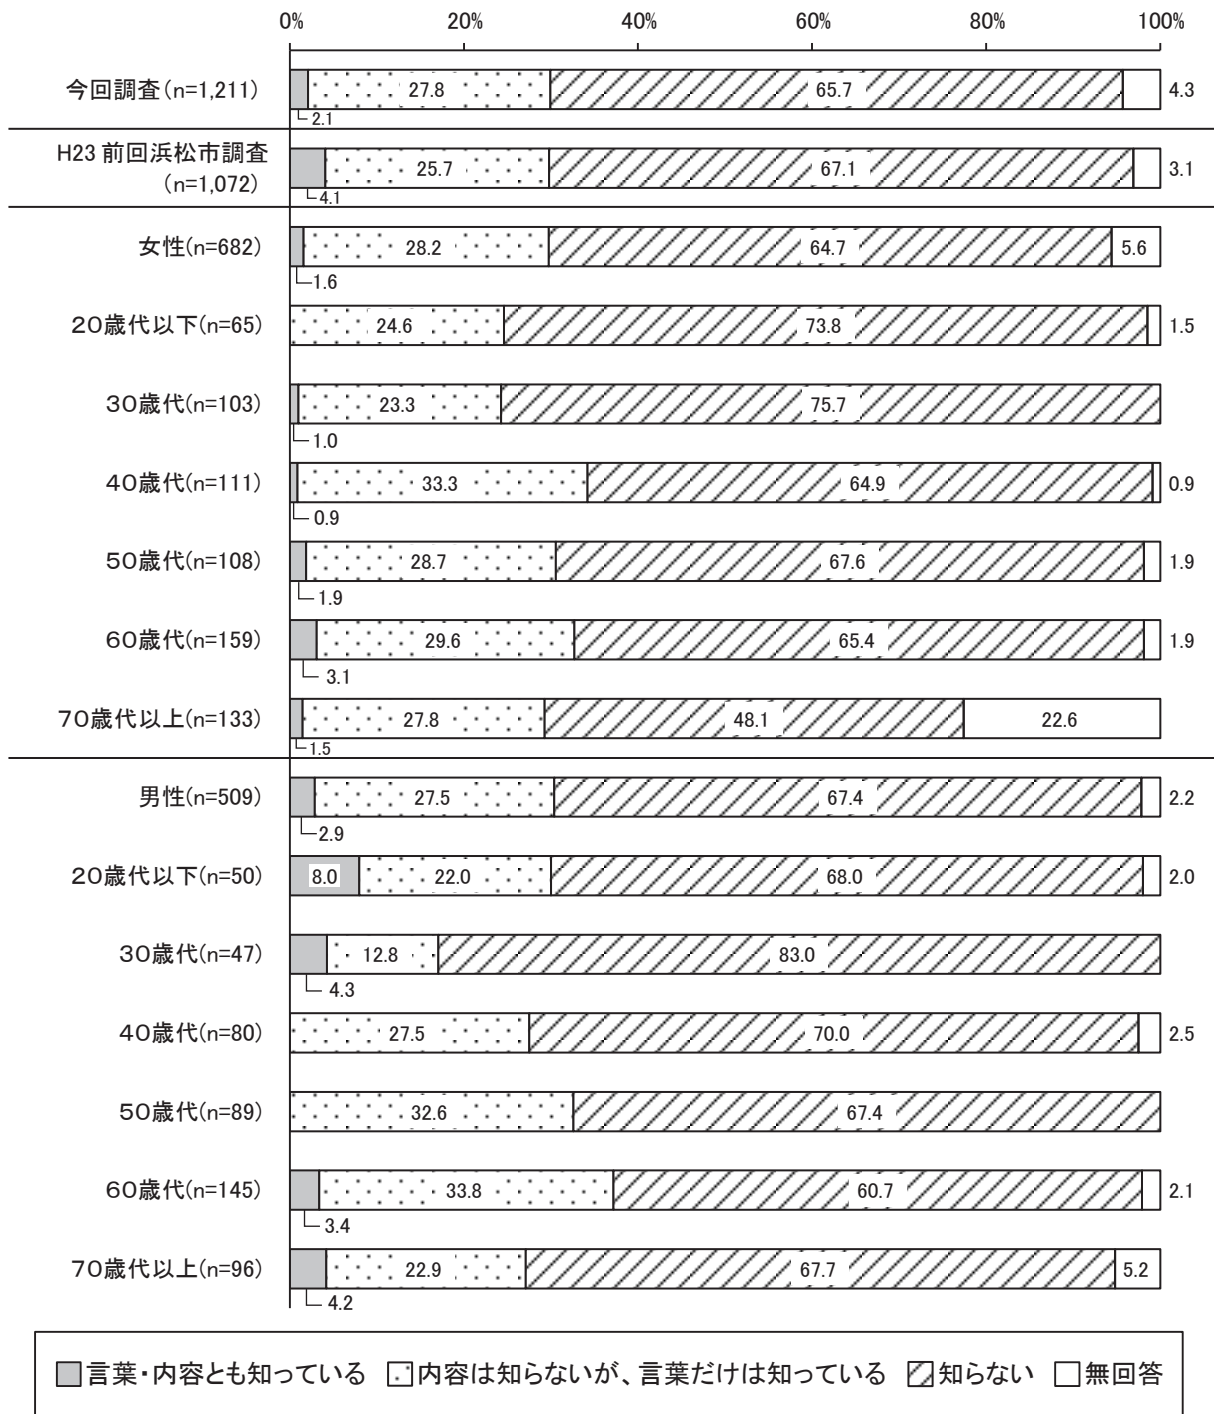 0% 20% 40% 60% 80% 100%
今回調査(n=1,211) 27.8 65.7 4.3
2.1
H23 前回浜松市調査
(n=1,072) 25.7 67.1 3.1
4.1
女性(n=682) 28.2 64.7 5.6
1.6
20歳代以下(n=65) 24.6 73.8 1.5
30歳代(n=103) 23.3 75.7
1.0
40歳代(n=111) 33.3 64.9 0.9
0.9
50歳代(n=108) 28.7 67.6 1.9
1.9
60歳代(n=159) 29.6 65.4 1.9
3.1
70歳代以上(n=133) 27.8 48.1 22.6
1.5
男性(n=509) 27.5 67.4 2.2
2.9
20歳代以下(n=50) 8.0 22.0 68.0 2.0
30歳代(n=47) 12.8 83.0
4.3
40歳代(n=80) 27.5 70.0 2.5
50歳代(n=89) 32.6 67.4
60歳代(n=145) 33.8 60.7 2.1
3.4
70歳代以上(n=96) 22.9 67.7 5.2
4.2
言葉・内容とも知っている 内容は知らないが、言葉だけは知っている 知らない 無回答